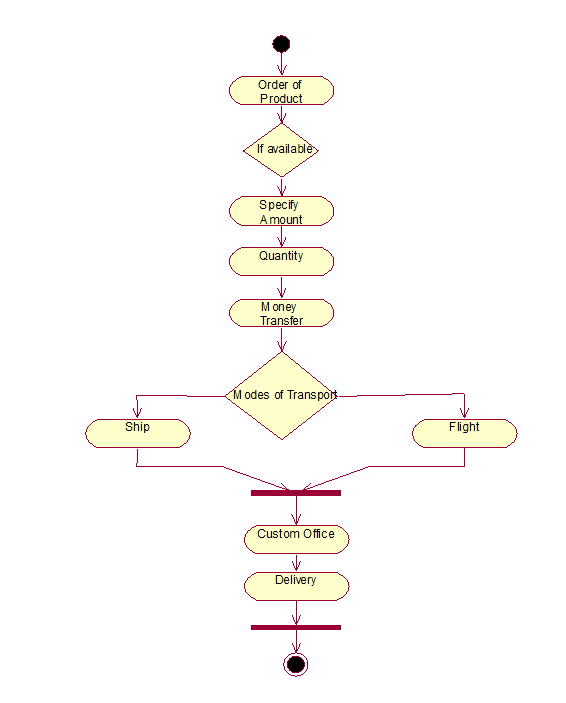 Order of
Product
If available
Specify
Amount
Quantity
Money
Transfer
Modes of Transport
Ship
Flight
Custom Office
Delivery